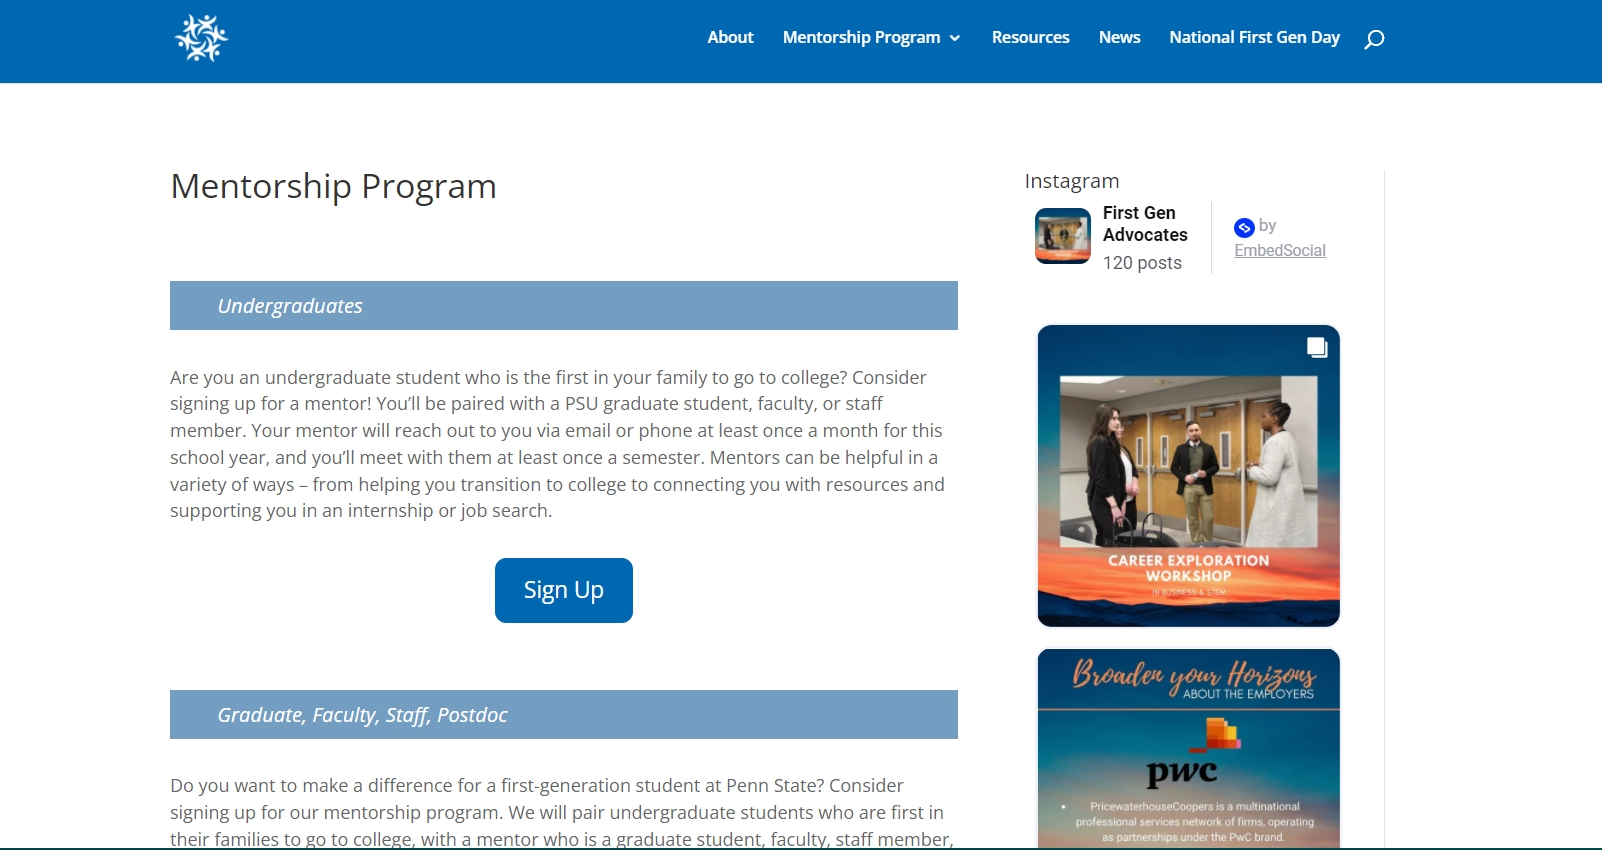 About
Mentorship Program
Resources
News
National First Gen Day
Mentorship Program
Undergraduates
Are you an undergraduate student who is the first in your family to go to college? Consider
signing up for a mentor! You’ll be paired with a PSU graduate student, faculty, or staff
member. Your mentor will reach out to you via email or phone at least once a month for this
school year, and you’ll meet with them at least once a semester. Mentors can be helpful in a
variety of ways – from helping you transition to college to connecting you with resources and
supporting you in an internship or job search.
Sign Up
Graduate, Faculty, Staff, Postdoc
Do you want to make a difference for a first-generation student at Penn State? Consider
signing up for our mentorship program. We will pair undergraduate students who are first in
their families to go to college, with a mentor who is a graduate student, faculty, staff member,
Instagram
First Gen
Advocates
120 posts
by
EmbedSocial
CAREER EXPLORATION
WORKSHOP
IN BUSINESS & STEM
Broaden your Horizons
ABOUT THE EMPLOYERS
pwc
• PricewaterhouseCoopers is a multinational
professional services network of firms, operating
as partnerships under the PwC brand.